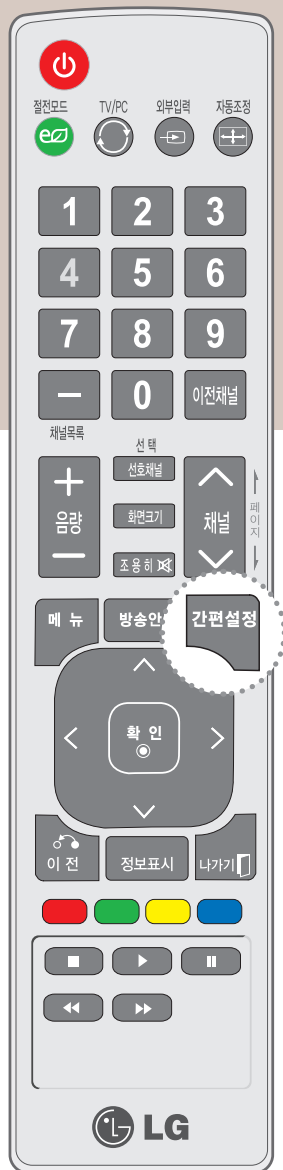 절전모드 TV/PC 외부입력 자동조정
eco
1 2 3
4 5 6
7 8 9
- 0 이전채널
채널목록 선 택
선호채널
+ 음량 -
화면크기
채널
페이지
조용히
메 뉴 방송안 간편설정
확 인
이 전 정보표시 나가기
LG LG